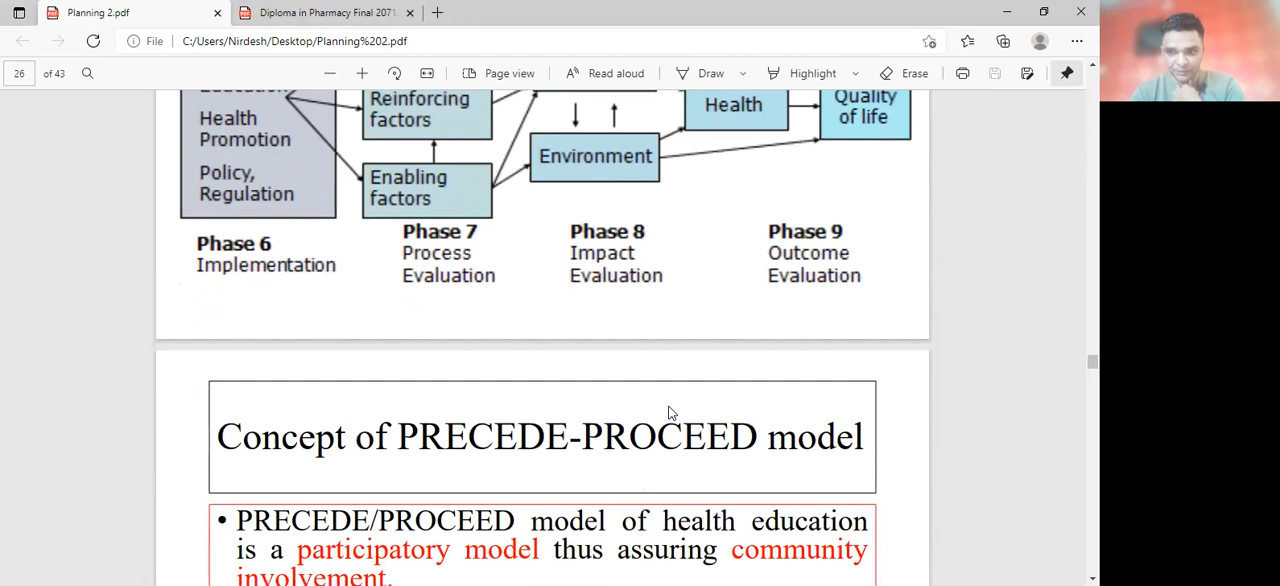 Planning 2.pdf
Diploma in Pharmacy Final 2071.
File
C:/Users/Nirdesh/Desktop/Planning%202.pdf
26
of 43
Page view
A
Read aloud
Draw
Highlight
Erase
Education,
Health
Promotion
Policy,
Regulation
Reinforcing
factors
Enabling
factors
Environment
Health
Quality
of life
Phase 6
Implementation
Phase 7
Process
Evaluation
Phase 8
Impact
Evaluation
Phase 9
Outcome
Evaluation
Concept of PRECEDE-PROCEED model
• PRECEDE/PROCEED model of health education
is a participatory model thus assuring community
involvement.